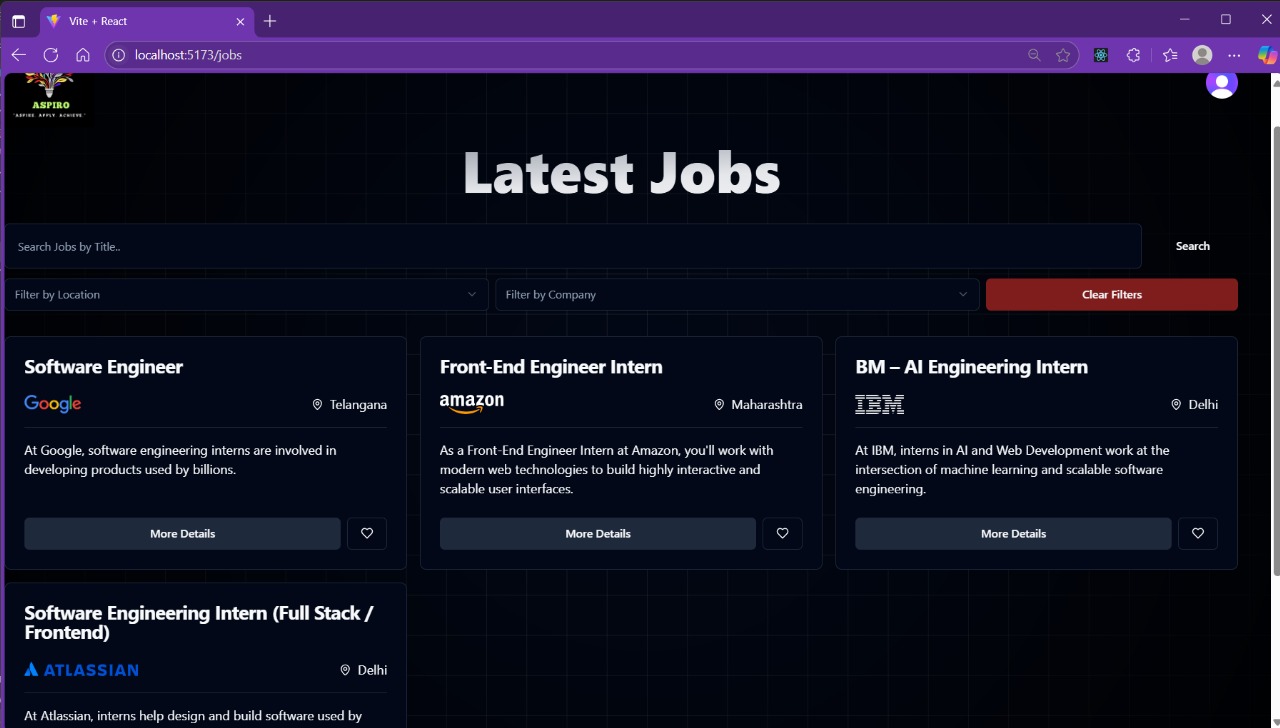 Vite + React
localhost:5173/jobs
ASPIRO
"ASPIRE. APPLY. ACHIEVE"
Latest Jobs
Search Jobs by Title..
Search
Filter by Location
Filter by Company
Clear Filters
Software Engineer
Google
Telangana
At Google, software engineering interns are involved in
developing products used by billions.
More Details
Front-End Engineer Intern
amazon
Maharashtra
As a Front-End Engineer Intern at Amazon, you'll work with
modern web technologies to build highly interactive and
scalable user interfaces.
More Details
BM – AI Engineering Intern
IBM
Delhi
At IBM, interns in AI and Web Development work at the
intersection of machine learning and scalable software
engineering.
More Details
Software Engineering Intern (Full Stack /
Frontend)
ATLASSIAN
Delhi
At Atlassian, interns help design and build software used by